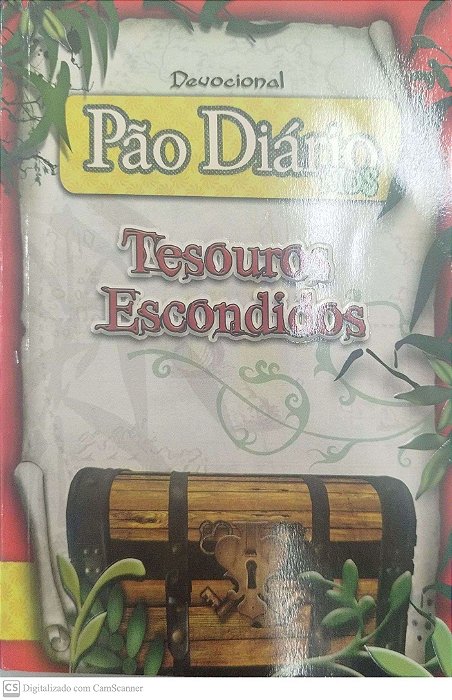 Devocional
Pão Diário
Tesouros
Escondidos
CS Digitalizado com CamScanner